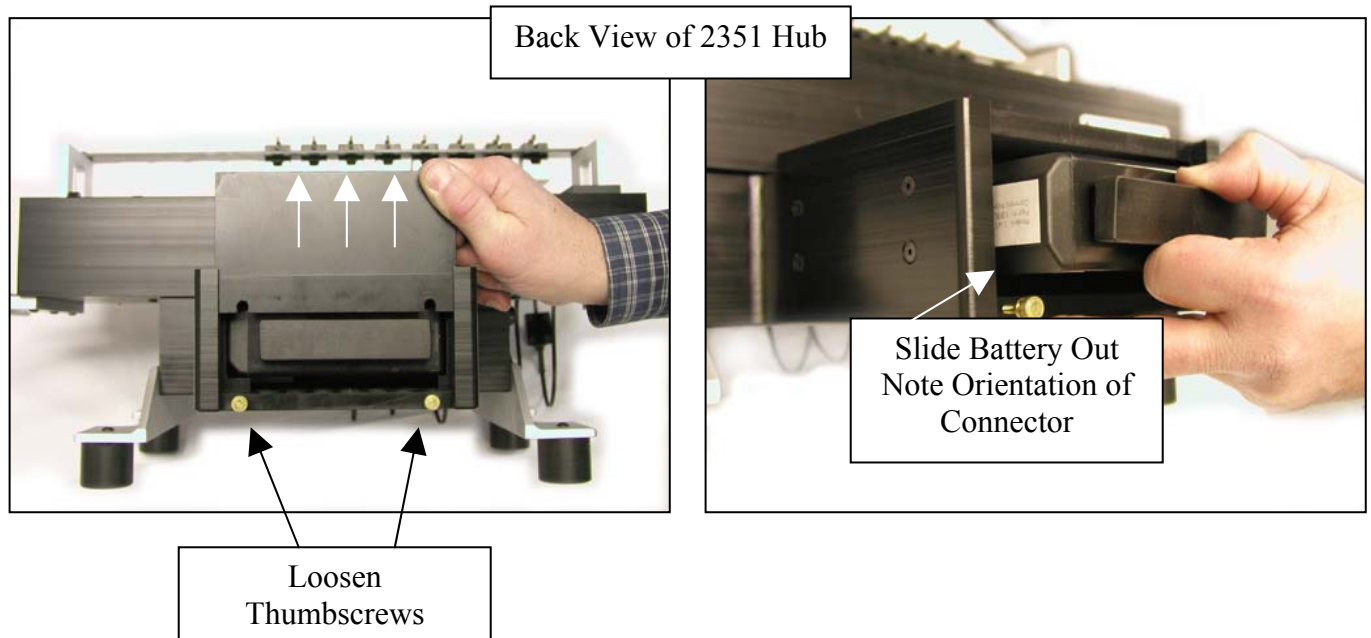 Back View of 2351 Hub
Slide Battery Out
Note Orientation of
Connector
Loosen
Thumbscrews